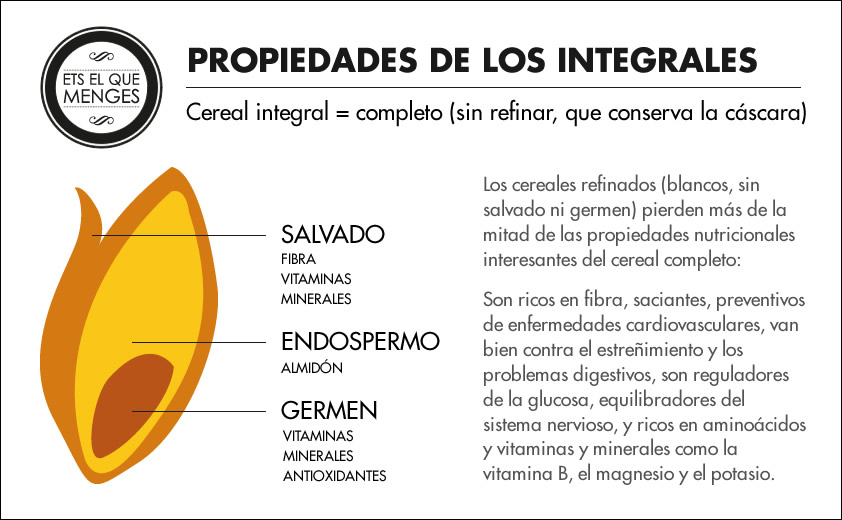 ETS EL QUE
MENGES
PROPIEDADES DE LOS INTEGRALES
Cereal integral = completo (sin refinar, que conserva la cáscara)
SALVADO
FIBRA
VITAMINAS
MINERALES
ENDOSPERMO
ALMIDÓN
GERMEN
VITAMINAS
MINERALES
ANTIOXIDANTES
Los cereales refinados (blancos, sin
salvado ni germen) pierden más de la
mitad de las propiedades nutricionales
interesantes del cereal completo:
Son ricos en fibra, saciantes, preventivos
de enfermedades cardiovasculares, van
bien contra el estreñimiento y los
problemas digestivos, son reguladores
de la glucosa, equilibradores del
sistema nervioso, y ricos en aminoácidos
y vitaminas y minerales como la
vitamina B, el magnesio y el potasio.